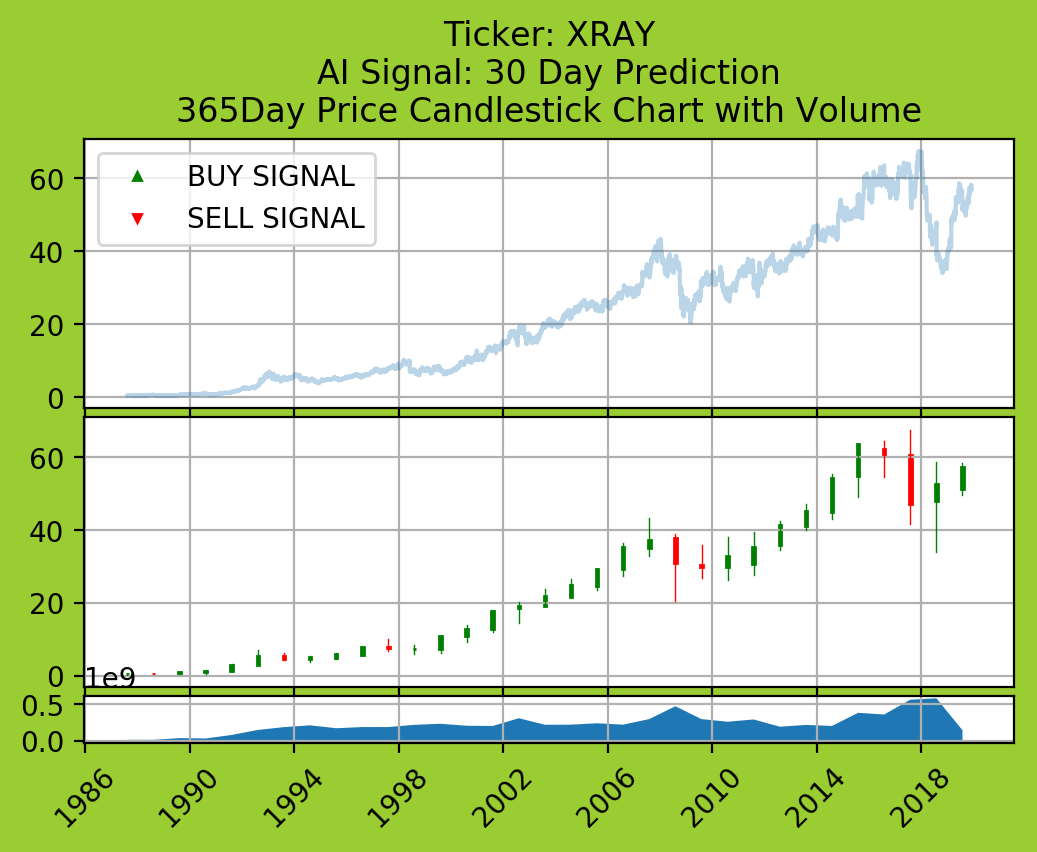 Ticker: XRAY
AI Signal: 30 Day Prediction
365Day Price Candlestick Chart with Volume
BUY SIGNAL
SELL SIGNAL
60
40
20
0
60
40
20
0
1e9
0.5
0.0
1986 1990 1994 1998 2002 2006 2010 2014 2018